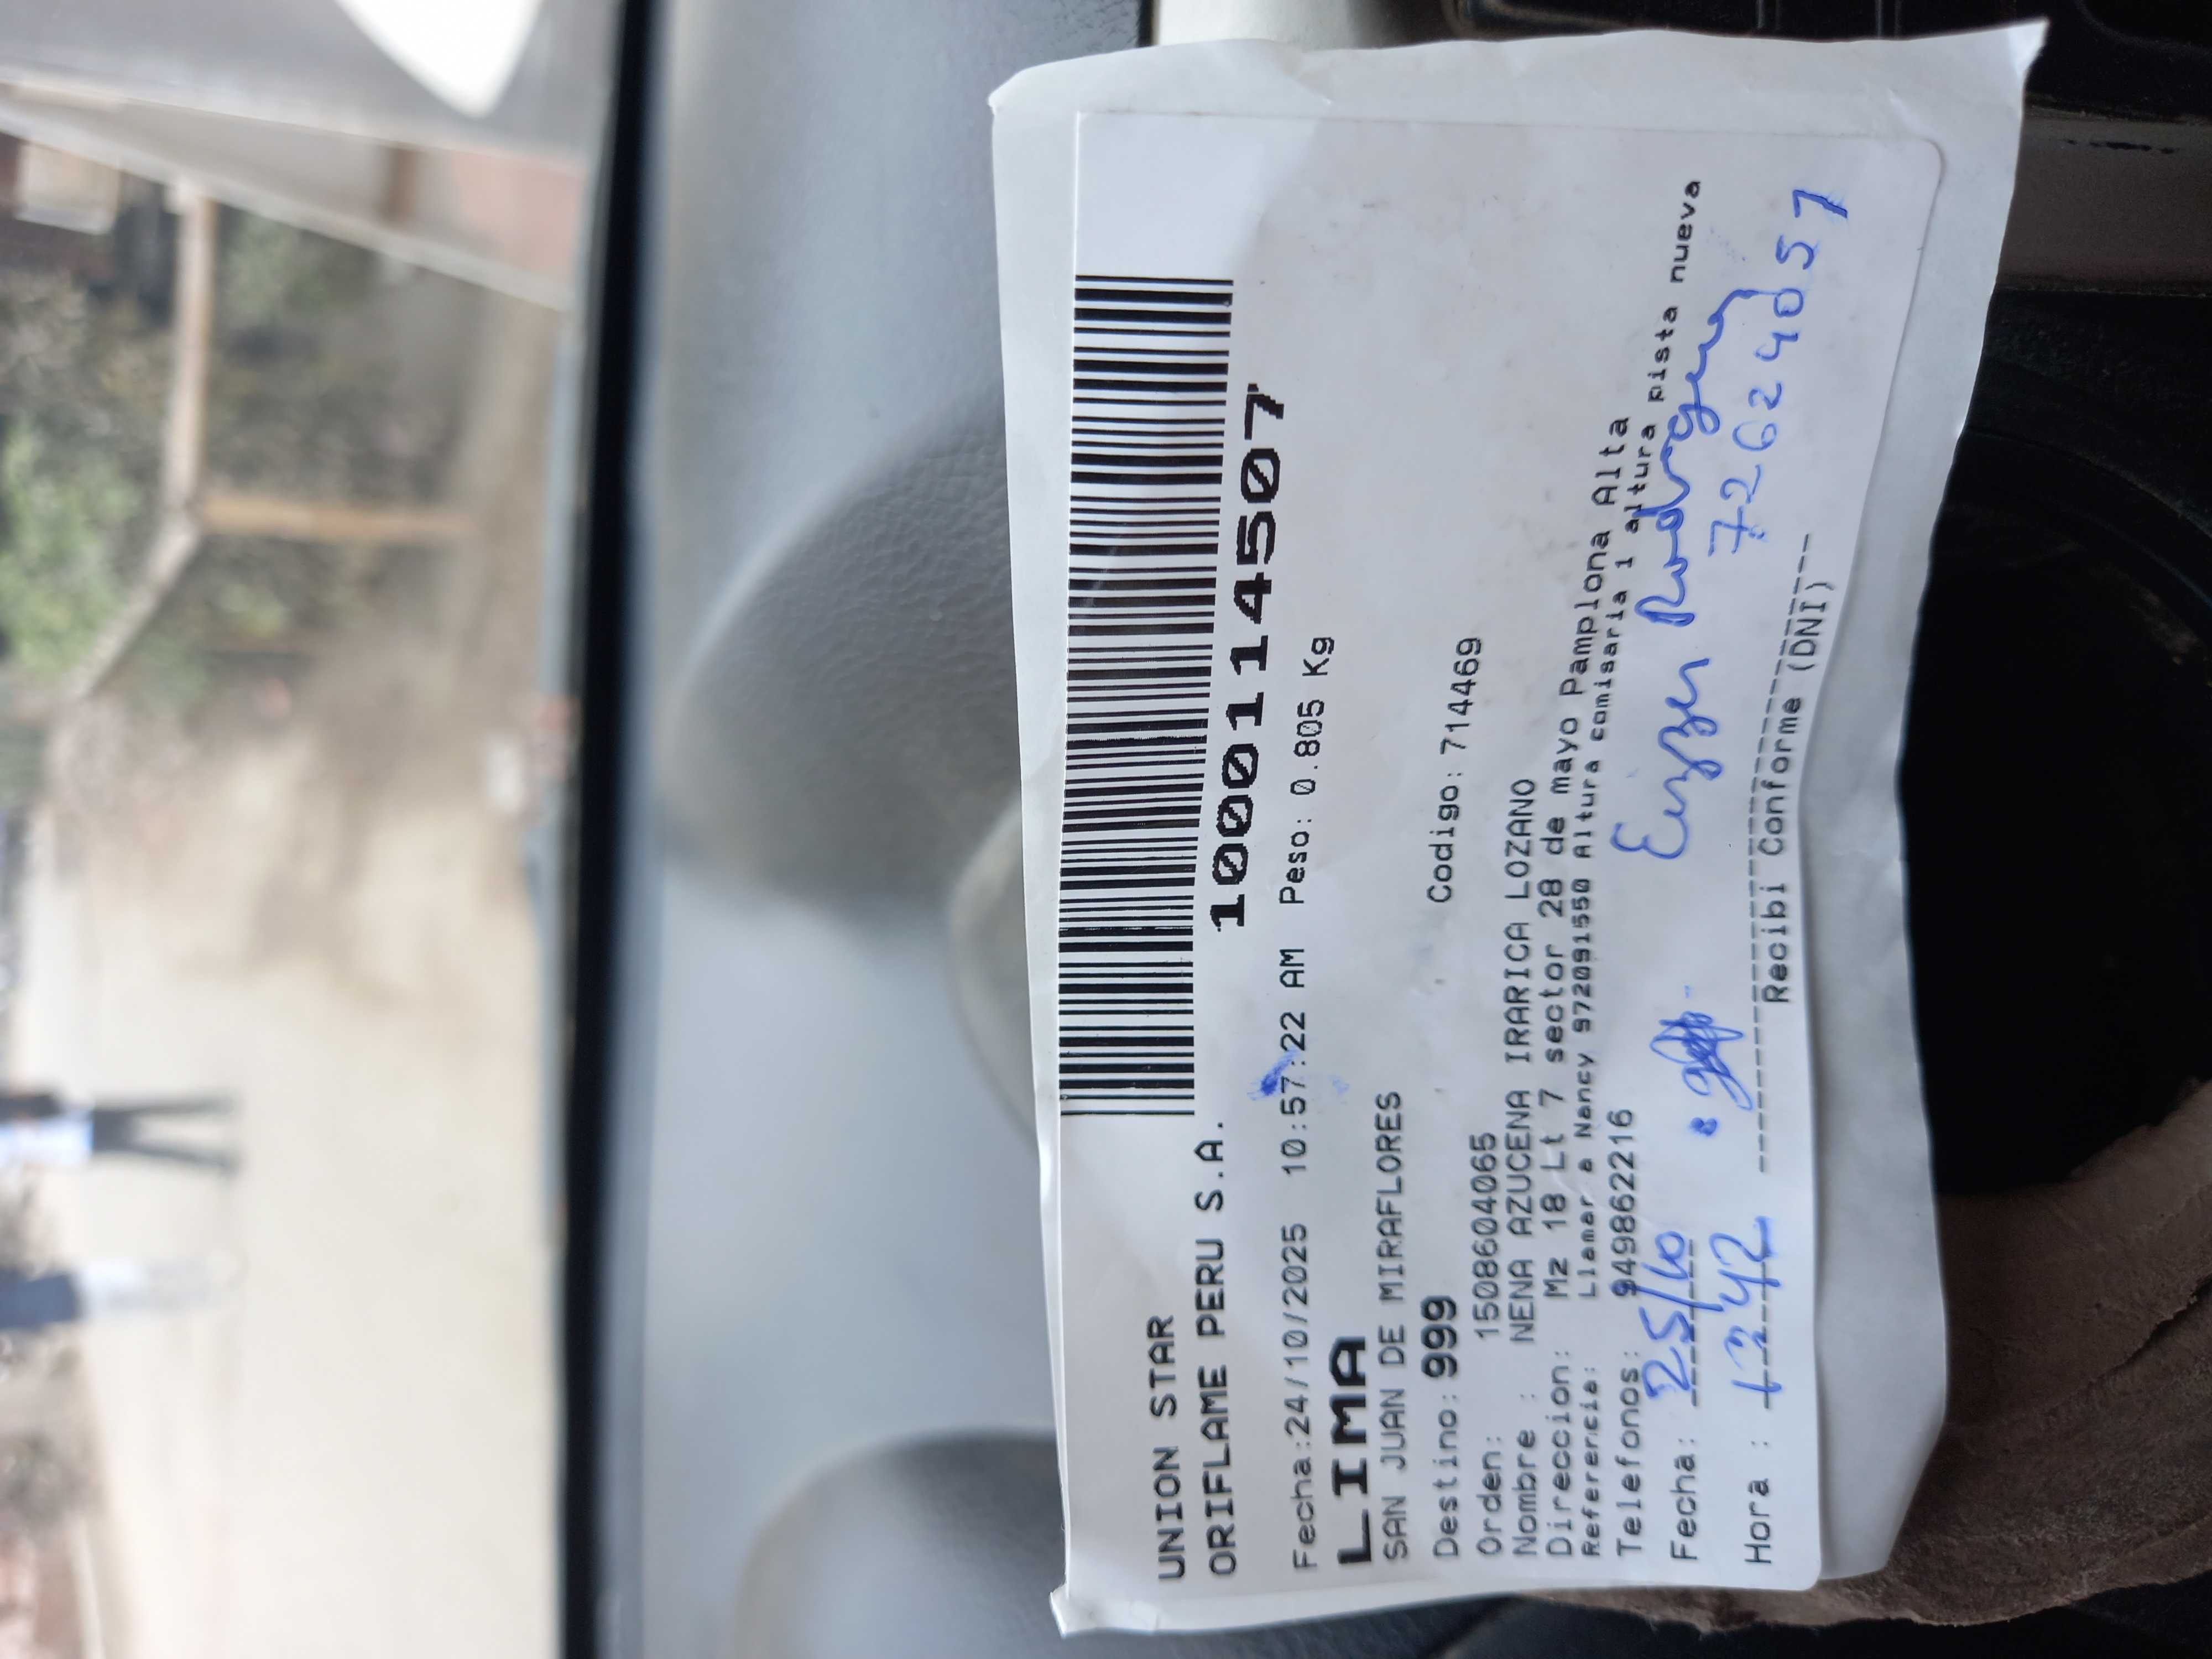 UNION STAR
ORIFLAME PERU S.A.
100114507
Fecha:24/10/2025 10:57:22 AM Peso: 0.805 Kg
LIMA
SAN JUAN DE MIRAFLORES
Destino: 999 Codigo: 714469
Orden: 1508604065
Nombre : NENA AZUCENA IRARICA LOZANO
Direccion: Mz 18 Lt 7 sector 28 de mayo Pamplona Alta
Referencia: Llamar a Nancy 972091550 Altura comisaria 1 altura pista nueva
Telefonos: 949862216
Fecha: 25/10
Rodriguez
Hora : 1342
72624057
Recibi Conforme (DNI)